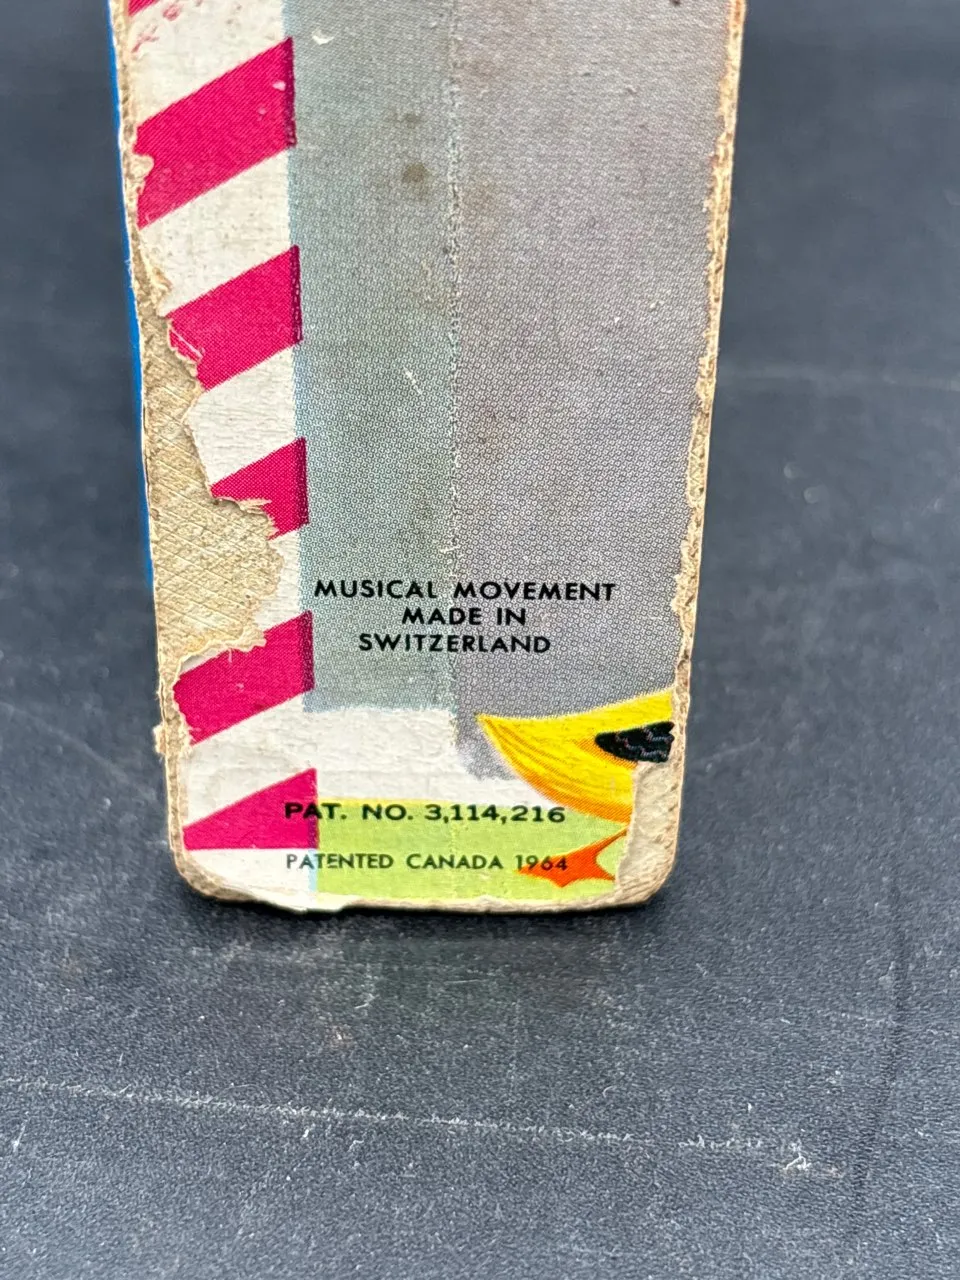 MUSICAL MOVEMENT
MADE IN
SWITZERLAND
PAT. NO. 3,114,216
PATENTED CANADA 1964